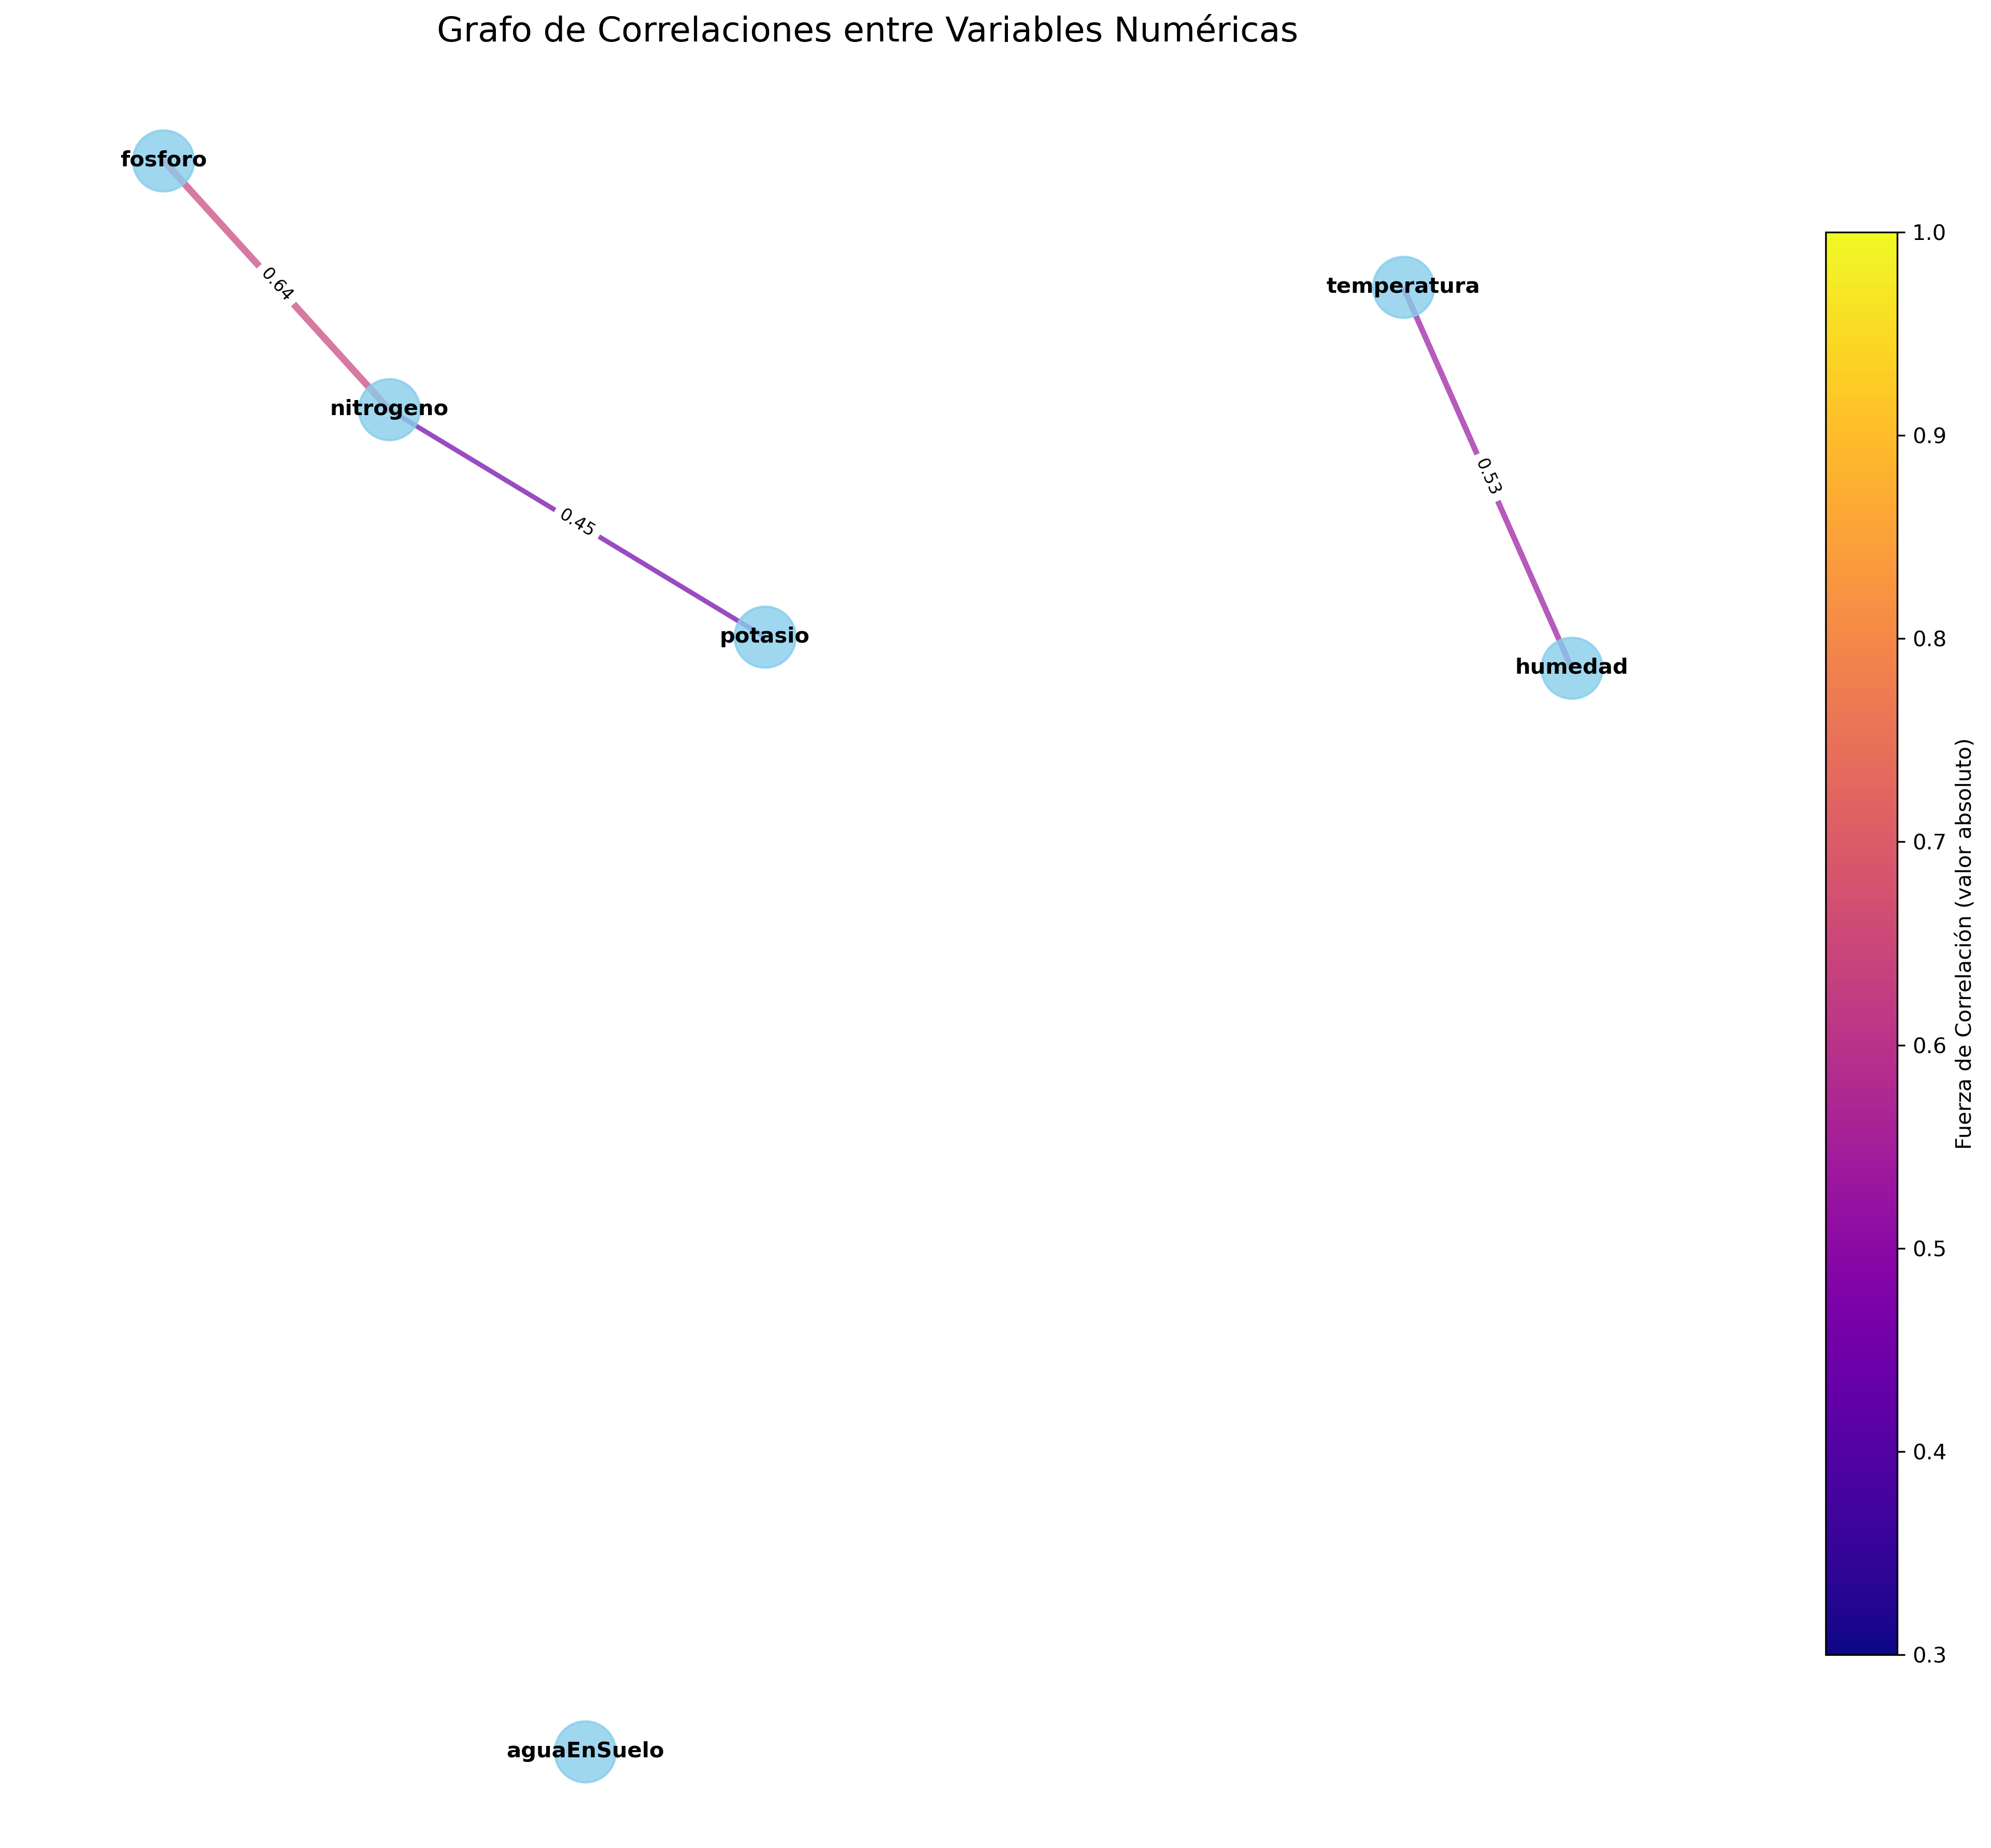 Grafo de Correlaciones entre Variables Numéricas
fosforo
0.64
nitrogeno
0.45
potasio
temperatura
0.53
humedad
aguaEnSuelo
1.0
0.9
0.8
0.7
0.6
0.5
0.4
0.3
Fuerza de Correlación (valor absoluto)